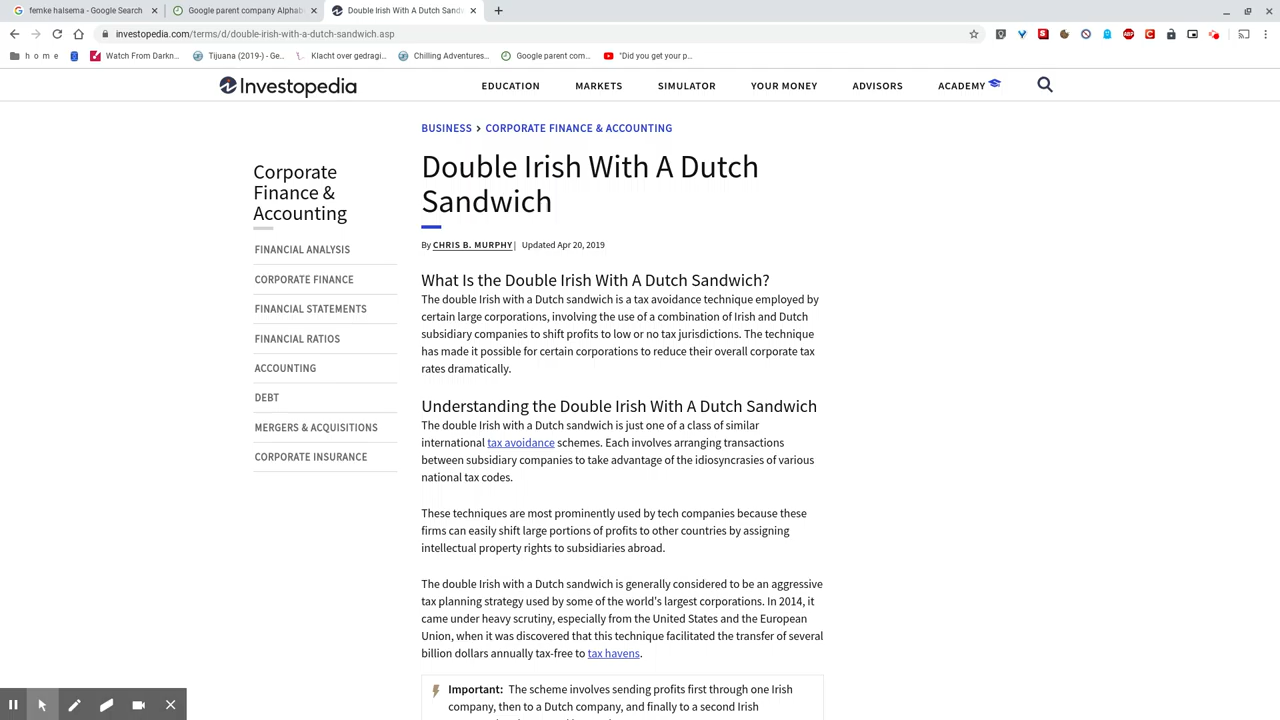 femke halsema - Google Search
Google parent company Alphab
Double Irish With A Dutch Sandw
investopedia.com/terms/d/double-irish-with-a-dutch-sandwich.asp
h o m e
Watch From Darkn...
Tijuana (2019-) - Ge...
Klacht over gedragi...
Chilling Adventures...
Google parent com...
"Did you get your p...
Investopedia
EDUCATION
MARKETS
SIMULATOR
YOUR MONEY
ADVISORS
ACADEMY
BUSINESS > CORPORATE FINANCE & ACCOUNTING
Corporate
Finance &
Accounting
FINANCIAL ANALYSIS
CORPORATE FINANCE
FINANCIAL STATEMENTS
FINANCIAL RATIOS
ACCOUNTING
DEBT
MERGERS & ACQUISITIONS
CORPORATE INSURANCE
Double Irish With A Dutch
Sandwich
By CHRIS B. MURPHY | Updated Apr 20, 2019
What Is the Double Irish With A Dutch Sandwich?
The double Irish with a Dutch sandwich is a tax avoidance technique employed by
certain large corporations, involving the use of a combination of Irish and Dutch
subsidiary companies to shift profits to low or no tax jurisdictions. The technique
has made it possible for certain corporations to reduce their overall corporate tax
rates dramatically.
Understanding the Double Irish With A Dutch Sandwich
The double Irish with a Dutch sandwich is just one of a class of similar
international tax avoidance schemes. Each involves arranging transactions
between subsidiary companies to take advantage of the idiosyncrasies of various
national tax codes.
These techniques are most prominently used by tech companies because these
firms can easily shift large portions of profits to other countries by assigning
intellectual property rights to subsidiaries abroad.
The double Irish with a Dutch sandwich is generally considered to be an aggressive
tax planning strategy used by some of the world's largest corporations. In 2014, it
came under heavy scrutiny, especially from the United States and the European
Union, when it was discovered that this technique facilitated the transfer of several
billion dollars annually tax-free to tax havens.
Important: The scheme involves sending profits first through one Irish
company, then to a Dutch company, and finally to a second Irish